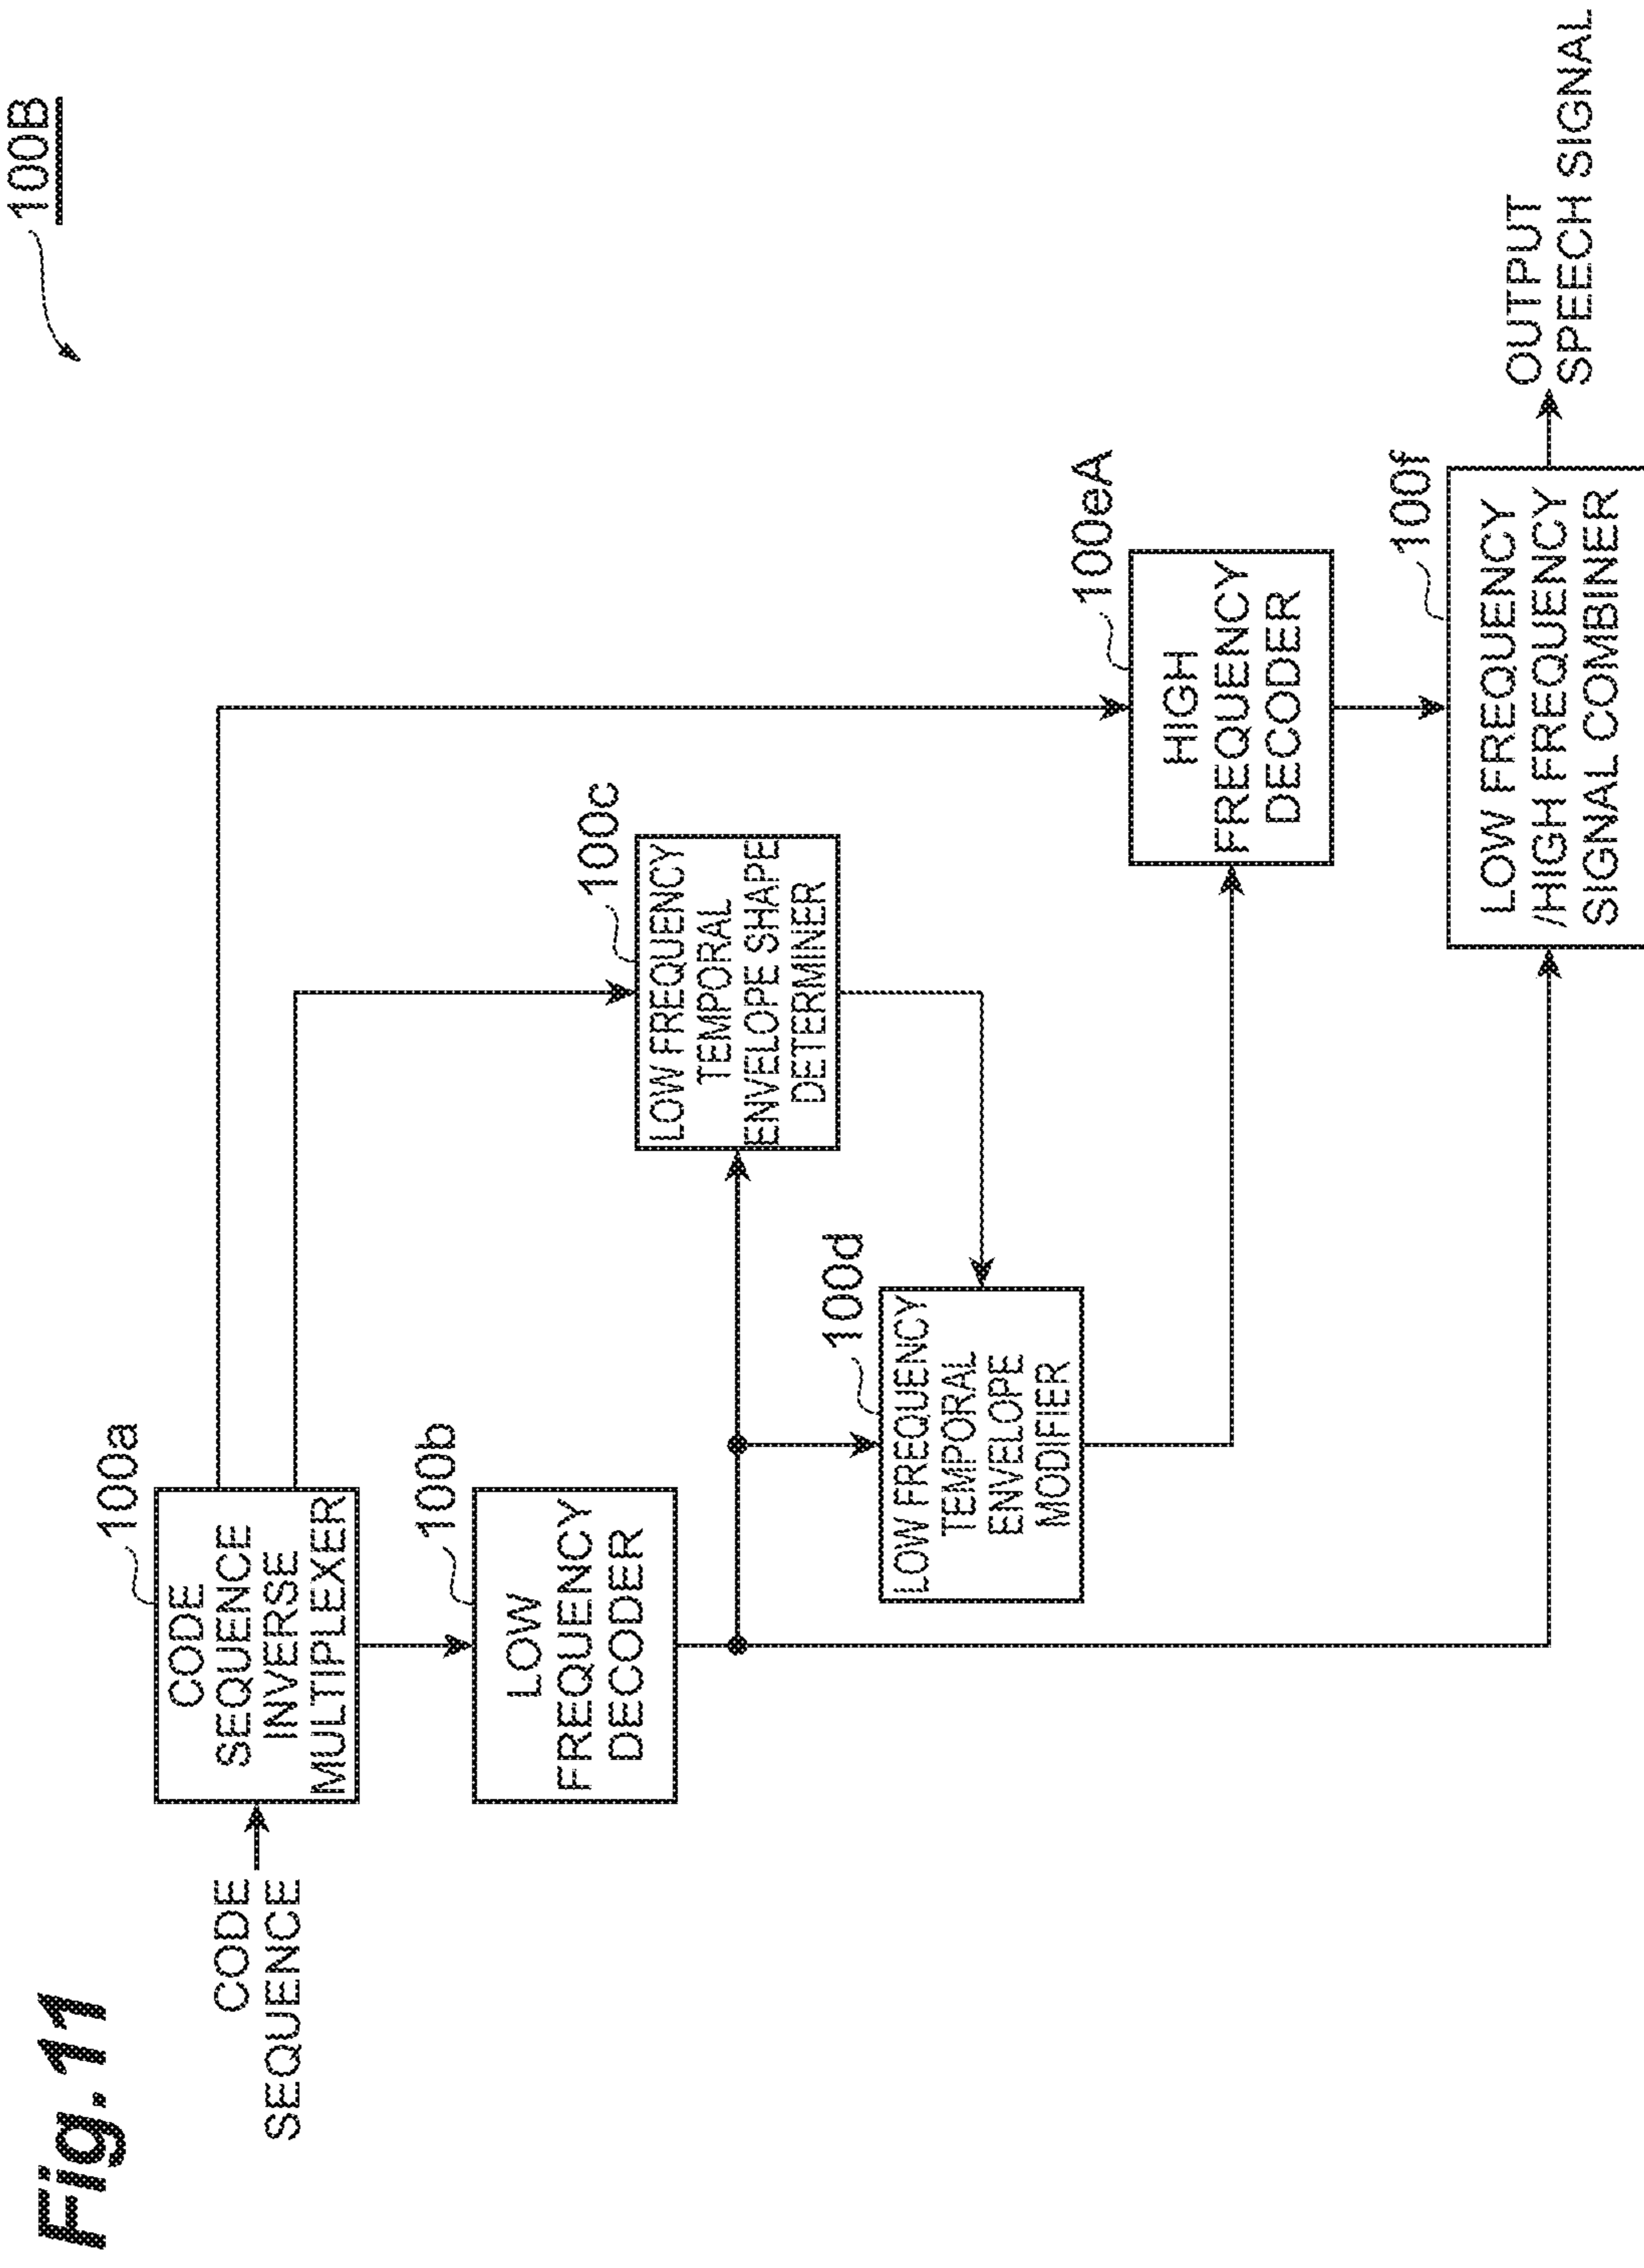 Fig.11
100B
CODE
SEQUENCE
100a
CODE
SEQUENCE
INVERSE
MULTIPLEXER
100b
LOW
FREQUENCY
DECODER
100c
LOW FREQUENCY
TEMPORAL
ENVELOPE SHAPE
DETERMINER
100d
LOW FREQUENCY
TEMPORAL
ENVELOPE
MODIFIER
100eA
HIGH
FREQUENCY
DECODER
100f
LOW FREQUENCY
/HIGH FREQUENCY
SIGNAL COMBINER
OUTPUT
SPEECH SIGNAL